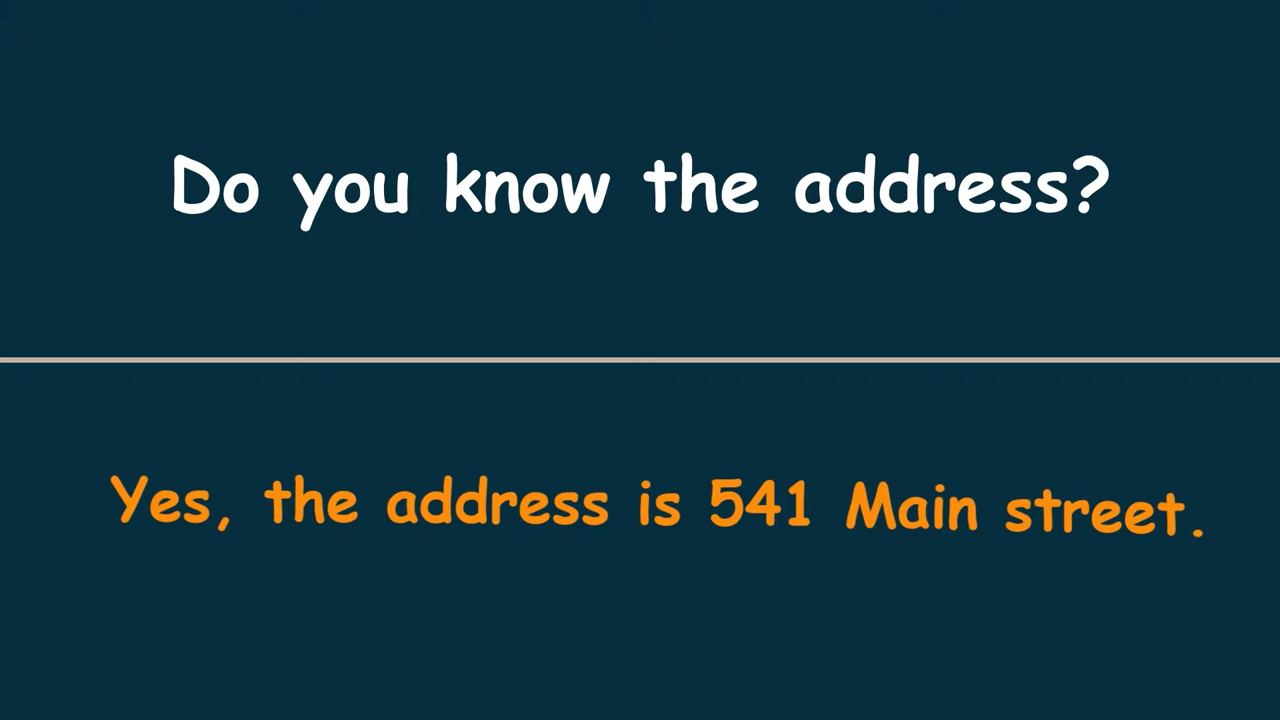 Do you know the address?
Yes, the address is 541 Main street.